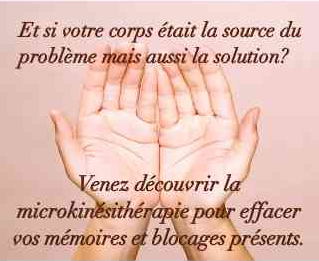 Et si votre corps était la source du
problème mais aussi la solution?
Venez découvrir la
microkinésithérapie pour effacer
vos mémoires et blocages présents.